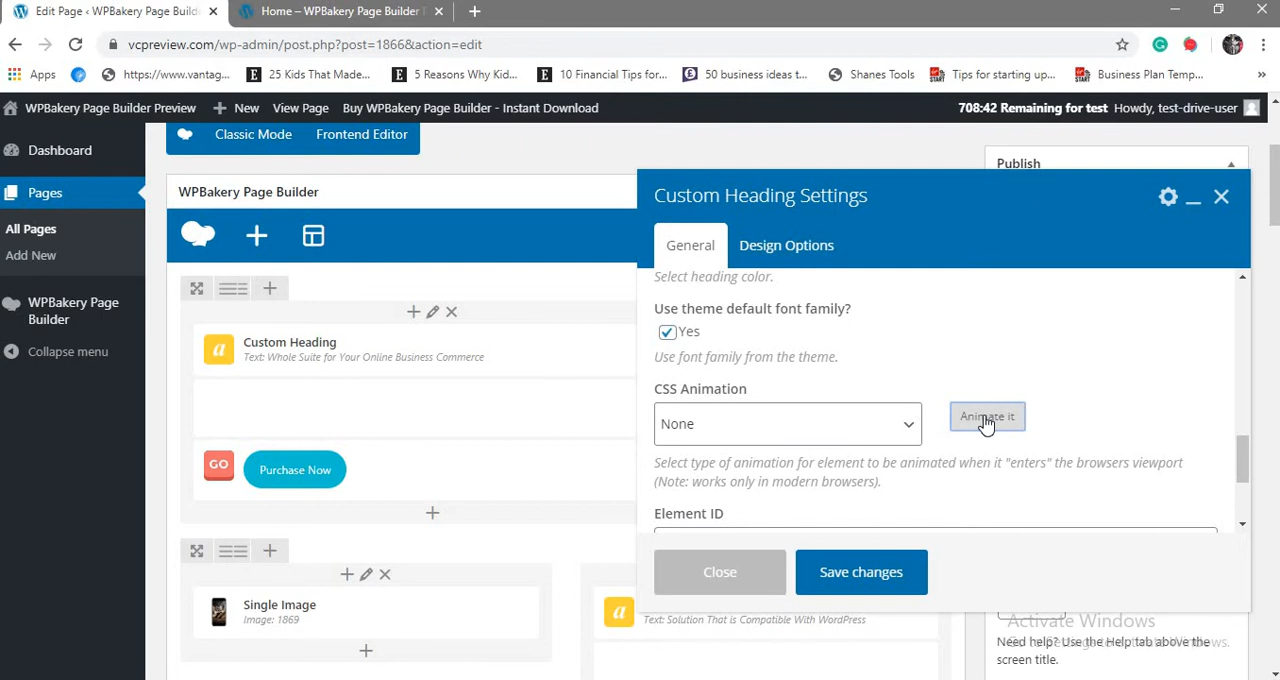 Edit Page ‹ WPBakery Page Build
Home – WPBakery Page Builder
vcpreview.com/wp-admin/post.php?post=1866&action=edit
Apps
https://www.vantag...
25 Kids That Made...
5 Reasons Why Kid...
10 Financial Tips for...
50 business ideas t...
Shanes Tools
Tips for starting up...
Business Plan Temp...
WPBakery Page Builder Preview
New
View Page
Buy WPBakery Page Builder - Instant Download
708:42 Remaining for test
Howdy, test-drive-user
Dashboard
Pages
All Pages
Add New
WPBakery Page
Builder
Collapse menu
Classic Mode
Frontend Editor
Publish
WPBakery Page Builder
Custom Heading
Text: Whole Suite for Your Online Business Commerce
GO
Purchase Now
Single Image
Image: 1869
Text: Solution That is Compatible With WordPress
Custom Heading Settings
General
Design Options
Select heading color.
Use theme default font family?
Yes
Use font family from the theme.
CSS Animation
None
Animate it
Select type of animation for element to be animated when it "enters" the browsers viewport
(Note: works only in modern browsers).
Element ID
Close
Save changes
Activate Windows
Go to Settings to activate Windows.
Need help? Use the Help tab above the
screen title.